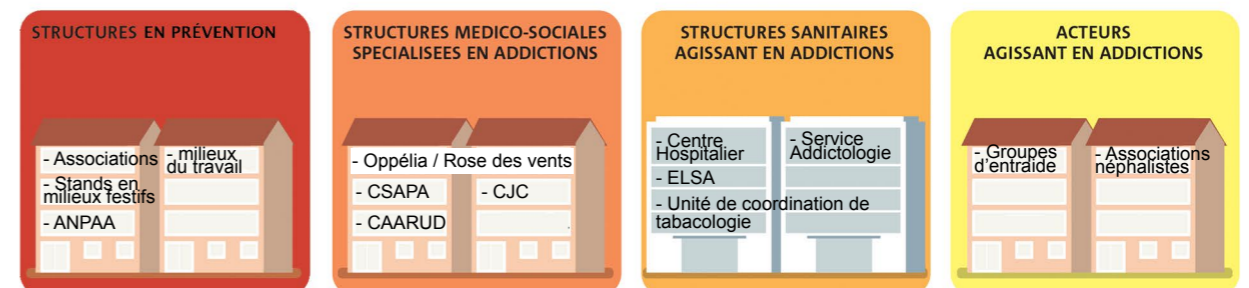 STRUCTURES EN PRÉVENTION
- Associations
- Stands en
milieux festifs
- ANPAA
- milieux
du travail
STRUCTURES MEDICO-SOCIALES
SPECIALISEES EN ADDICTIONS
- Oppélia / Rose des vents
- CSAPA
- CAARUD
- CJC
STRUCTURES SANITAIRES
AGISSANT EN ADDICTIONS
- Centre
Hospitalier
- ELSA
- Unité de coordination de
tabacologie
- Service
Addictologie
ACTEURS
AGISSANT EN ADDICTIONS
- Groupes
d'entraide
- Associations
néphalistes